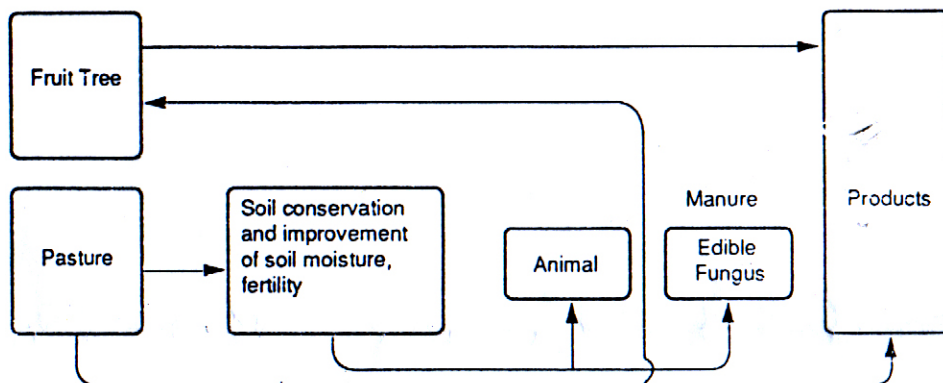 Fruit Tree
Pasture
Soil conservation
and improvement
of soil moisture,
fertility
Animal
Manure
Edible
Fungus
Products